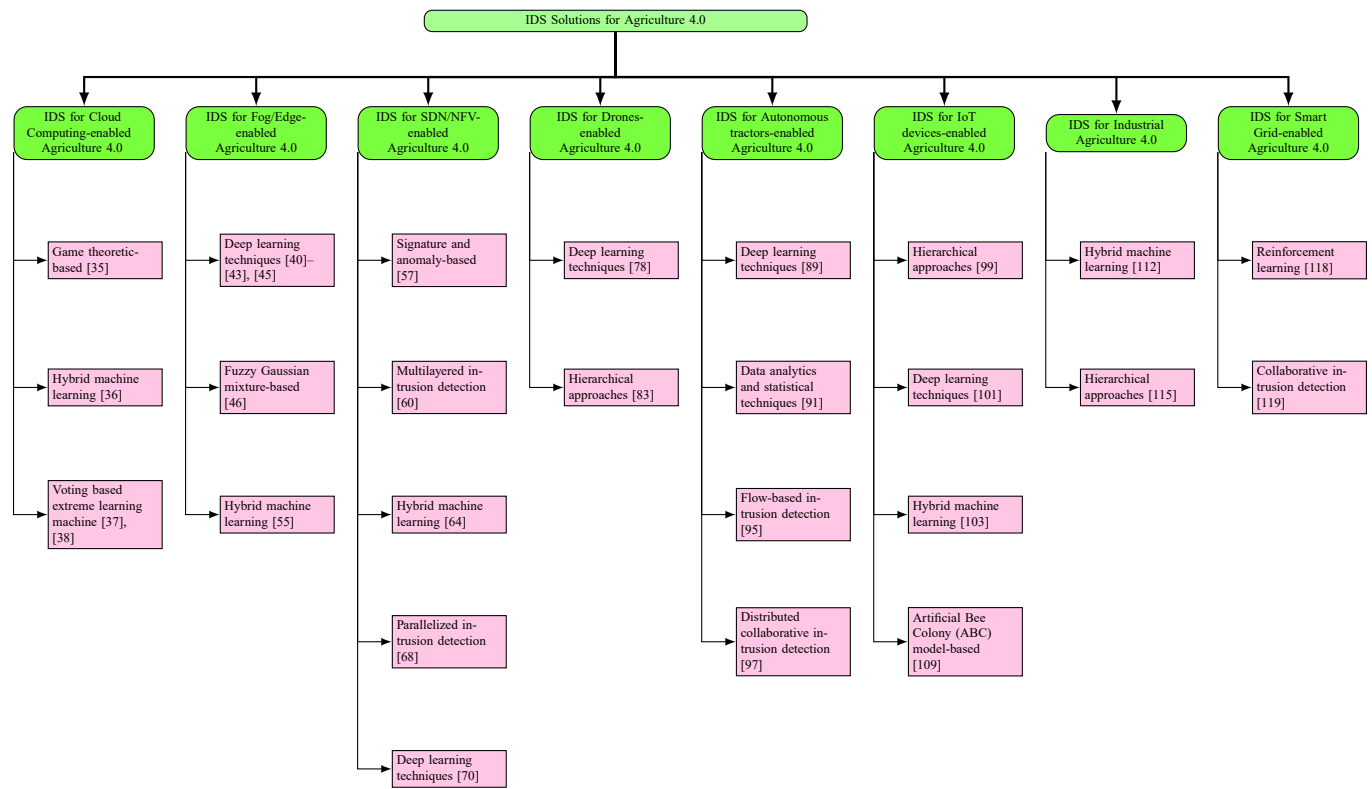 IDS Solutions for Agriculture 4.0
IDS for Cloud
Computing-enabled
Agriculture 4.0
Game theoretic-
based [35]
Hybrid machine
learning [36]
Voting based
extreme learning
machine [37],
[38]
IDS for Fog/Edge-
enabled
Agriculture 4.0
Deep learning
techniques [40]–
[43], [45]
Fuzzy Gaussian
mixture-based
[46]
Hybrid machine
learning [55]
IDS for SDN/NFV-
enabled
Agriculture 4.0
Signature and
anomaly-based
[57]
Multilayered in-
trusion detection
[60]
Hybrid machine
learning [64]
Parallelized in-
trusion detection
[68]
Deep learning
techniques [70]
IDS for Drones-
enabled
Agriculture 4.0
Deep learning
techniques [78]
Hierarchical
approaches [83]
IDS for Autonomous
tractors-enabled
Agriculture 4.0
Deep learning
techniques [89]
Data analytics
and statistical
techniques [91]
Flow-based in-
trusion detection
[95]
Distributed
collaborative in-
trusion detection
[97]
IDS for IoT
devices-enabled
Agriculture 4.0
Hierarchical
approaches [99]
Deep learning
techniques [101]
Hybrid machine
learning [103]
Artificial Bee
Colony (ABC)
model-based
[109]
IDS for Industrial
Agriculture 4.0
Hybrid machine
learning [112]
Hierarchical
approaches [115]
IDS for Smart
Grid-enabled
Agriculture 4.0
Reinforcement
learning [118]
Collaborative in-
trusion detection
[119]